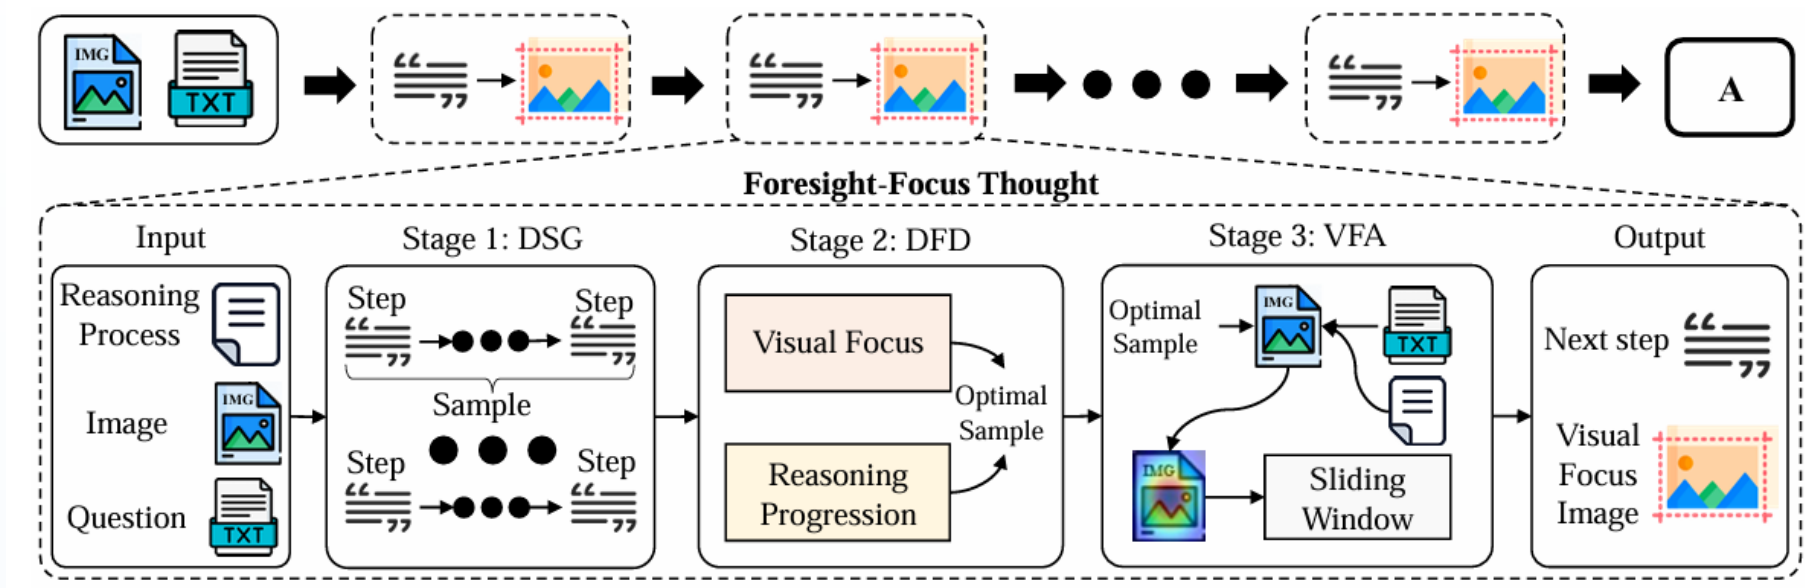 IMG
TXT
A
Foresight-Focus Thought
Input
Reasoning
Process
Image
IMG
Question
TXT
Stage 1: DSG
Step
Step
Sample
Step
Step
Stage 2: DFD
Visual Focus
Reasoning
Progression
Optimal
Sample
Stage 3: VFA
Optimal
Sample
IMG
TXT
IMG
Sliding
Window
Output
Next step
Visual
Focus
Image